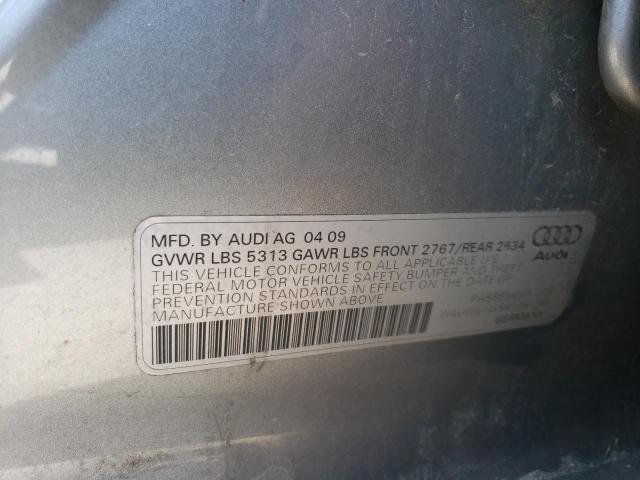 MFD. BY AUDI AG 04 09
GVWR LBS 5313 GAWR LBS FRONT 2767/REAR 2634
THIS VEHICLE CONFORMS TO ALL APPLICABLE U.S.
FEDERAL MOTOR VEHICLE SAFETY BUMPER AND THEFT
PREVENTION STANDARDS IN EFFECT ON THE DATE OF
MANUFACTURE SHOWN ABOVE
Audi
GERMANY